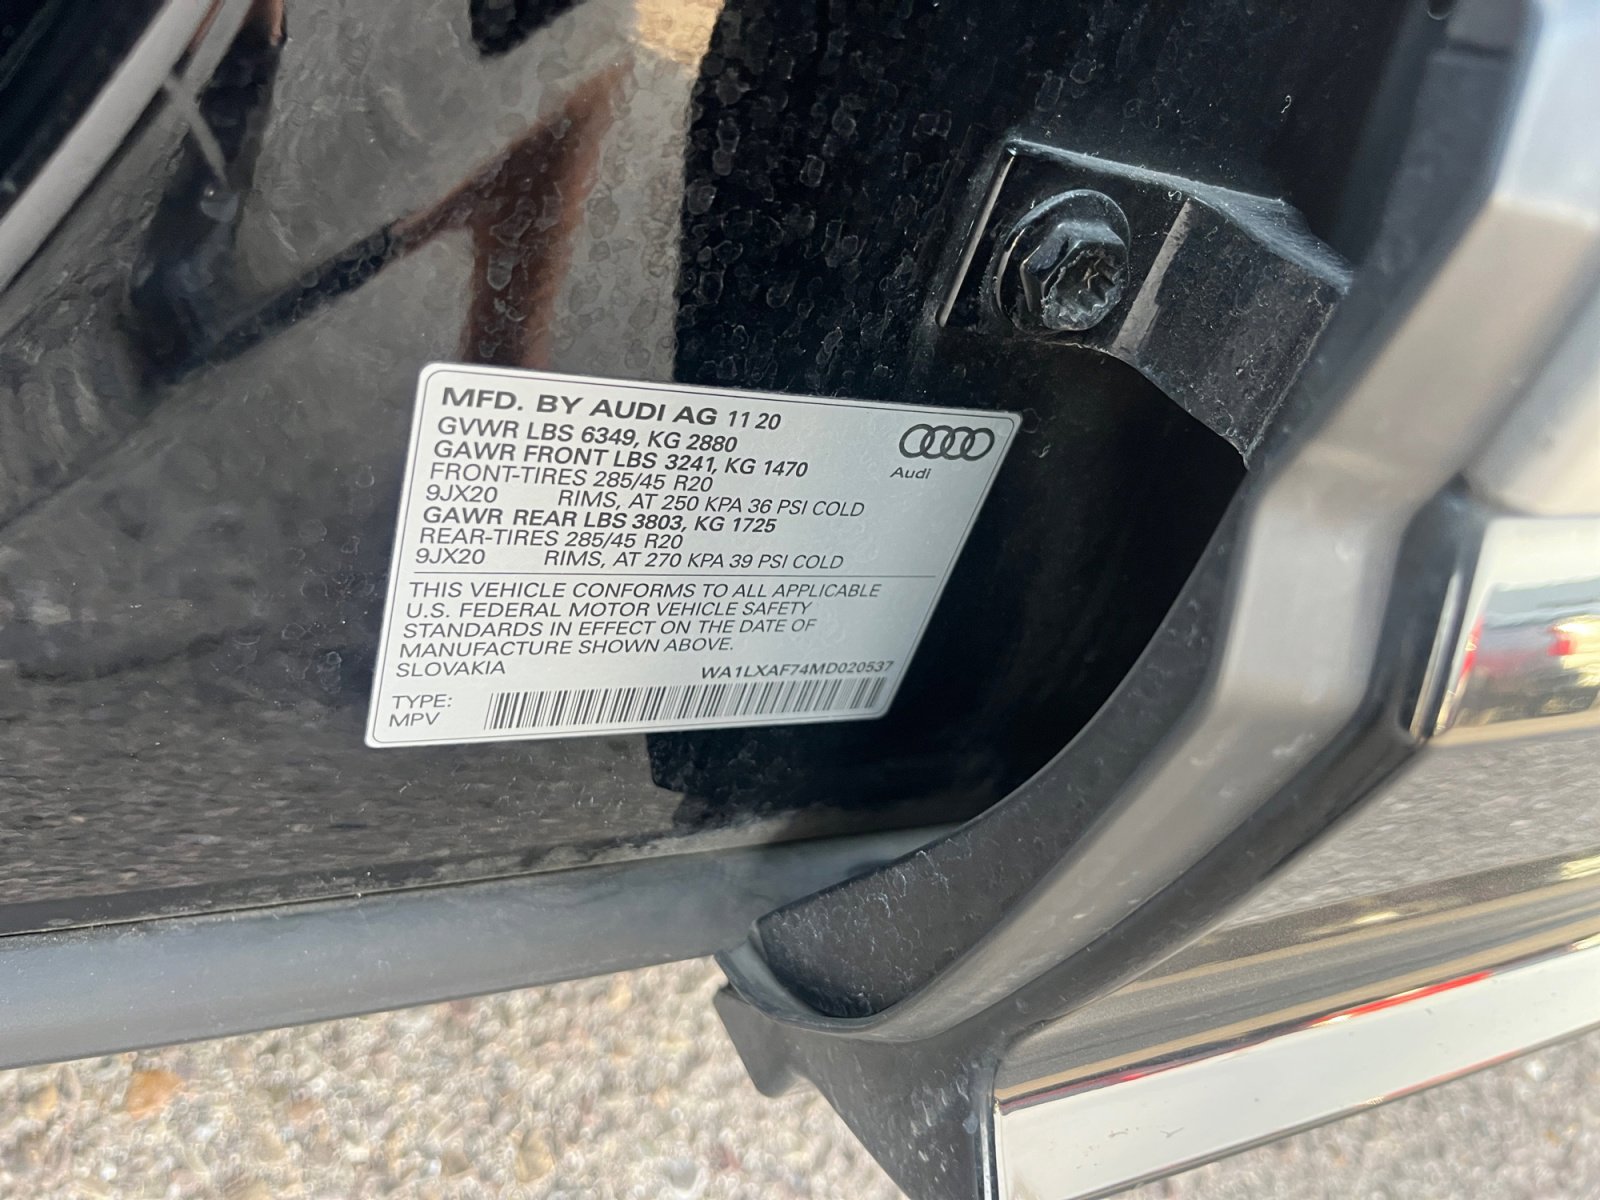 MFD. BY AUDI AG 11 20
GVWR LBS 6349, KG 2880
GAWR FRONT LBS 3241, KG 1470
FRONT-TIRES 285/45 R20
9JX20 RIMS, AT 250 KPA 36 PSI COLD
GAWR REAR LBS 3803, KG 1725
REAR-TIRES 285/45 R20
9JX20 RIMS, AT 270 KPA 39 PSI COLD
Audi
THIS VEHICLE CONFORMS TO ALL APPLICABLE
U.S. FEDERAL MOTOR VEHICLE SAFETY
STANDARDS IN EFFECT ON THE DATE OF
MANUFACTURE SHOWN ABOVE.
SLOVAKIA WA1LXAF74MD020537
TYPE:
MPV